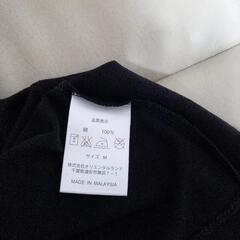 品質表示
綿 100%
サイズ M
株式会社オリエンタルランド
千葉県浦安市舞浜1-1
MADE IN MALAYSIA